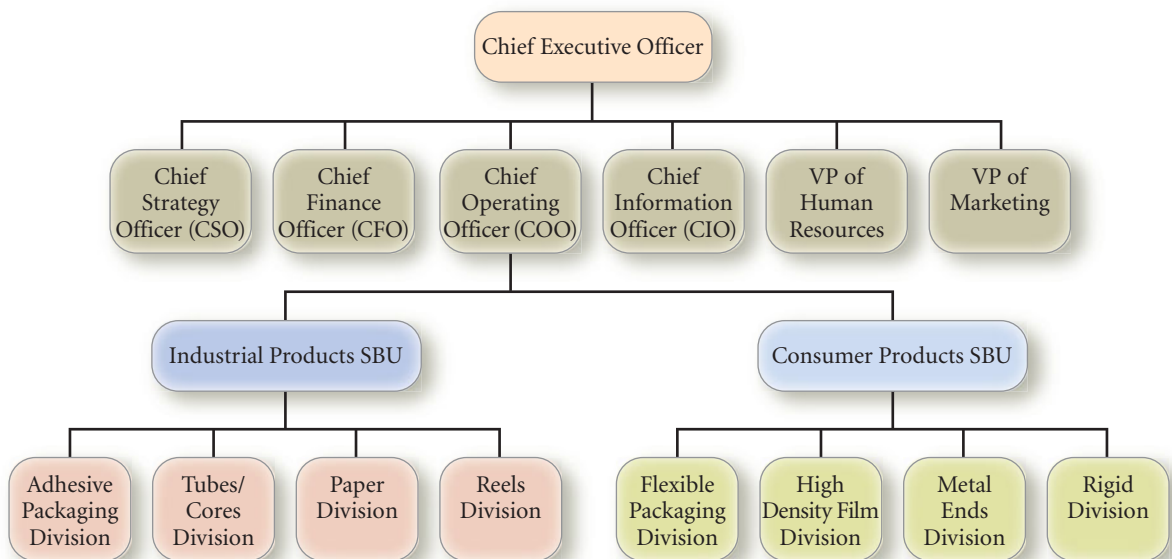 Chief Executive Officer
Chief
Strategy
Officer (CSO)
Chief
Finance
Officer (CFO)
Chief
Operating
Officer (COO)
Chief
Information
Officer (CIO)
VP of
Human
Resources
VP of
Marketing
Industrial Products SBU
Consumer Products SBU
Adhesive
Packaging
Division
Tubes/
Cores
Division
Paper
Division
Reels
Division
Flexible
Packaging
Division
High
Density Film
Division
Metal
Ends
Division
Rigid
Division